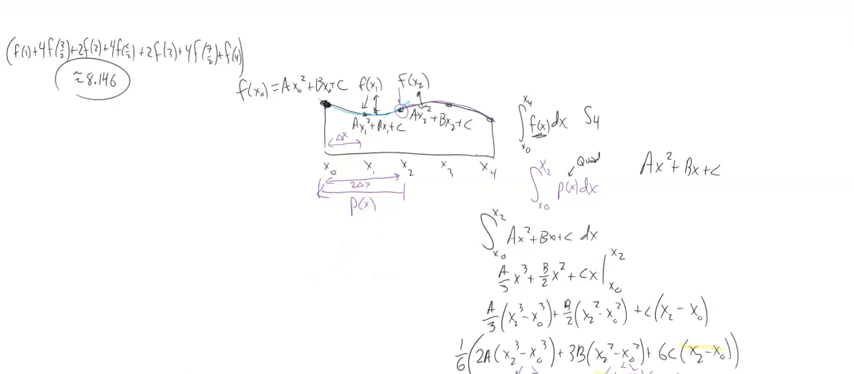 (f(1)+4f(3/2)+2f(2)+4f(5/2)+2f(3)+4f(7/2)+f(4))
≈8.146
f(x₀)=Ax₀²+Bx₀+C f(x₁) f(x₂)
Ax₁²+Bx₁+C Ax₂²+Bx₂+C
Δx
x₀ x₁ x₂ x₃ x₄
2Δx
p(x)
∫_{x₀}^{x₄} f(x)dx S₄
Quad
∫_{x₀}^{x₂} p(x)dx Ax²+Bx+C
∫_{x₀}^{x₂} Ax²+Bx+C dx
A/3 x³+B/2 x²+Cx |_{x₀}^{x₂}
A/3(x₂³-x₀³)+B/2(x₂²-x₀²)+C(x₂-x₀)
1/6(2A(x₂³-x₀³)+3B(x₂²-x₀²)+6C(x₂-x₀))